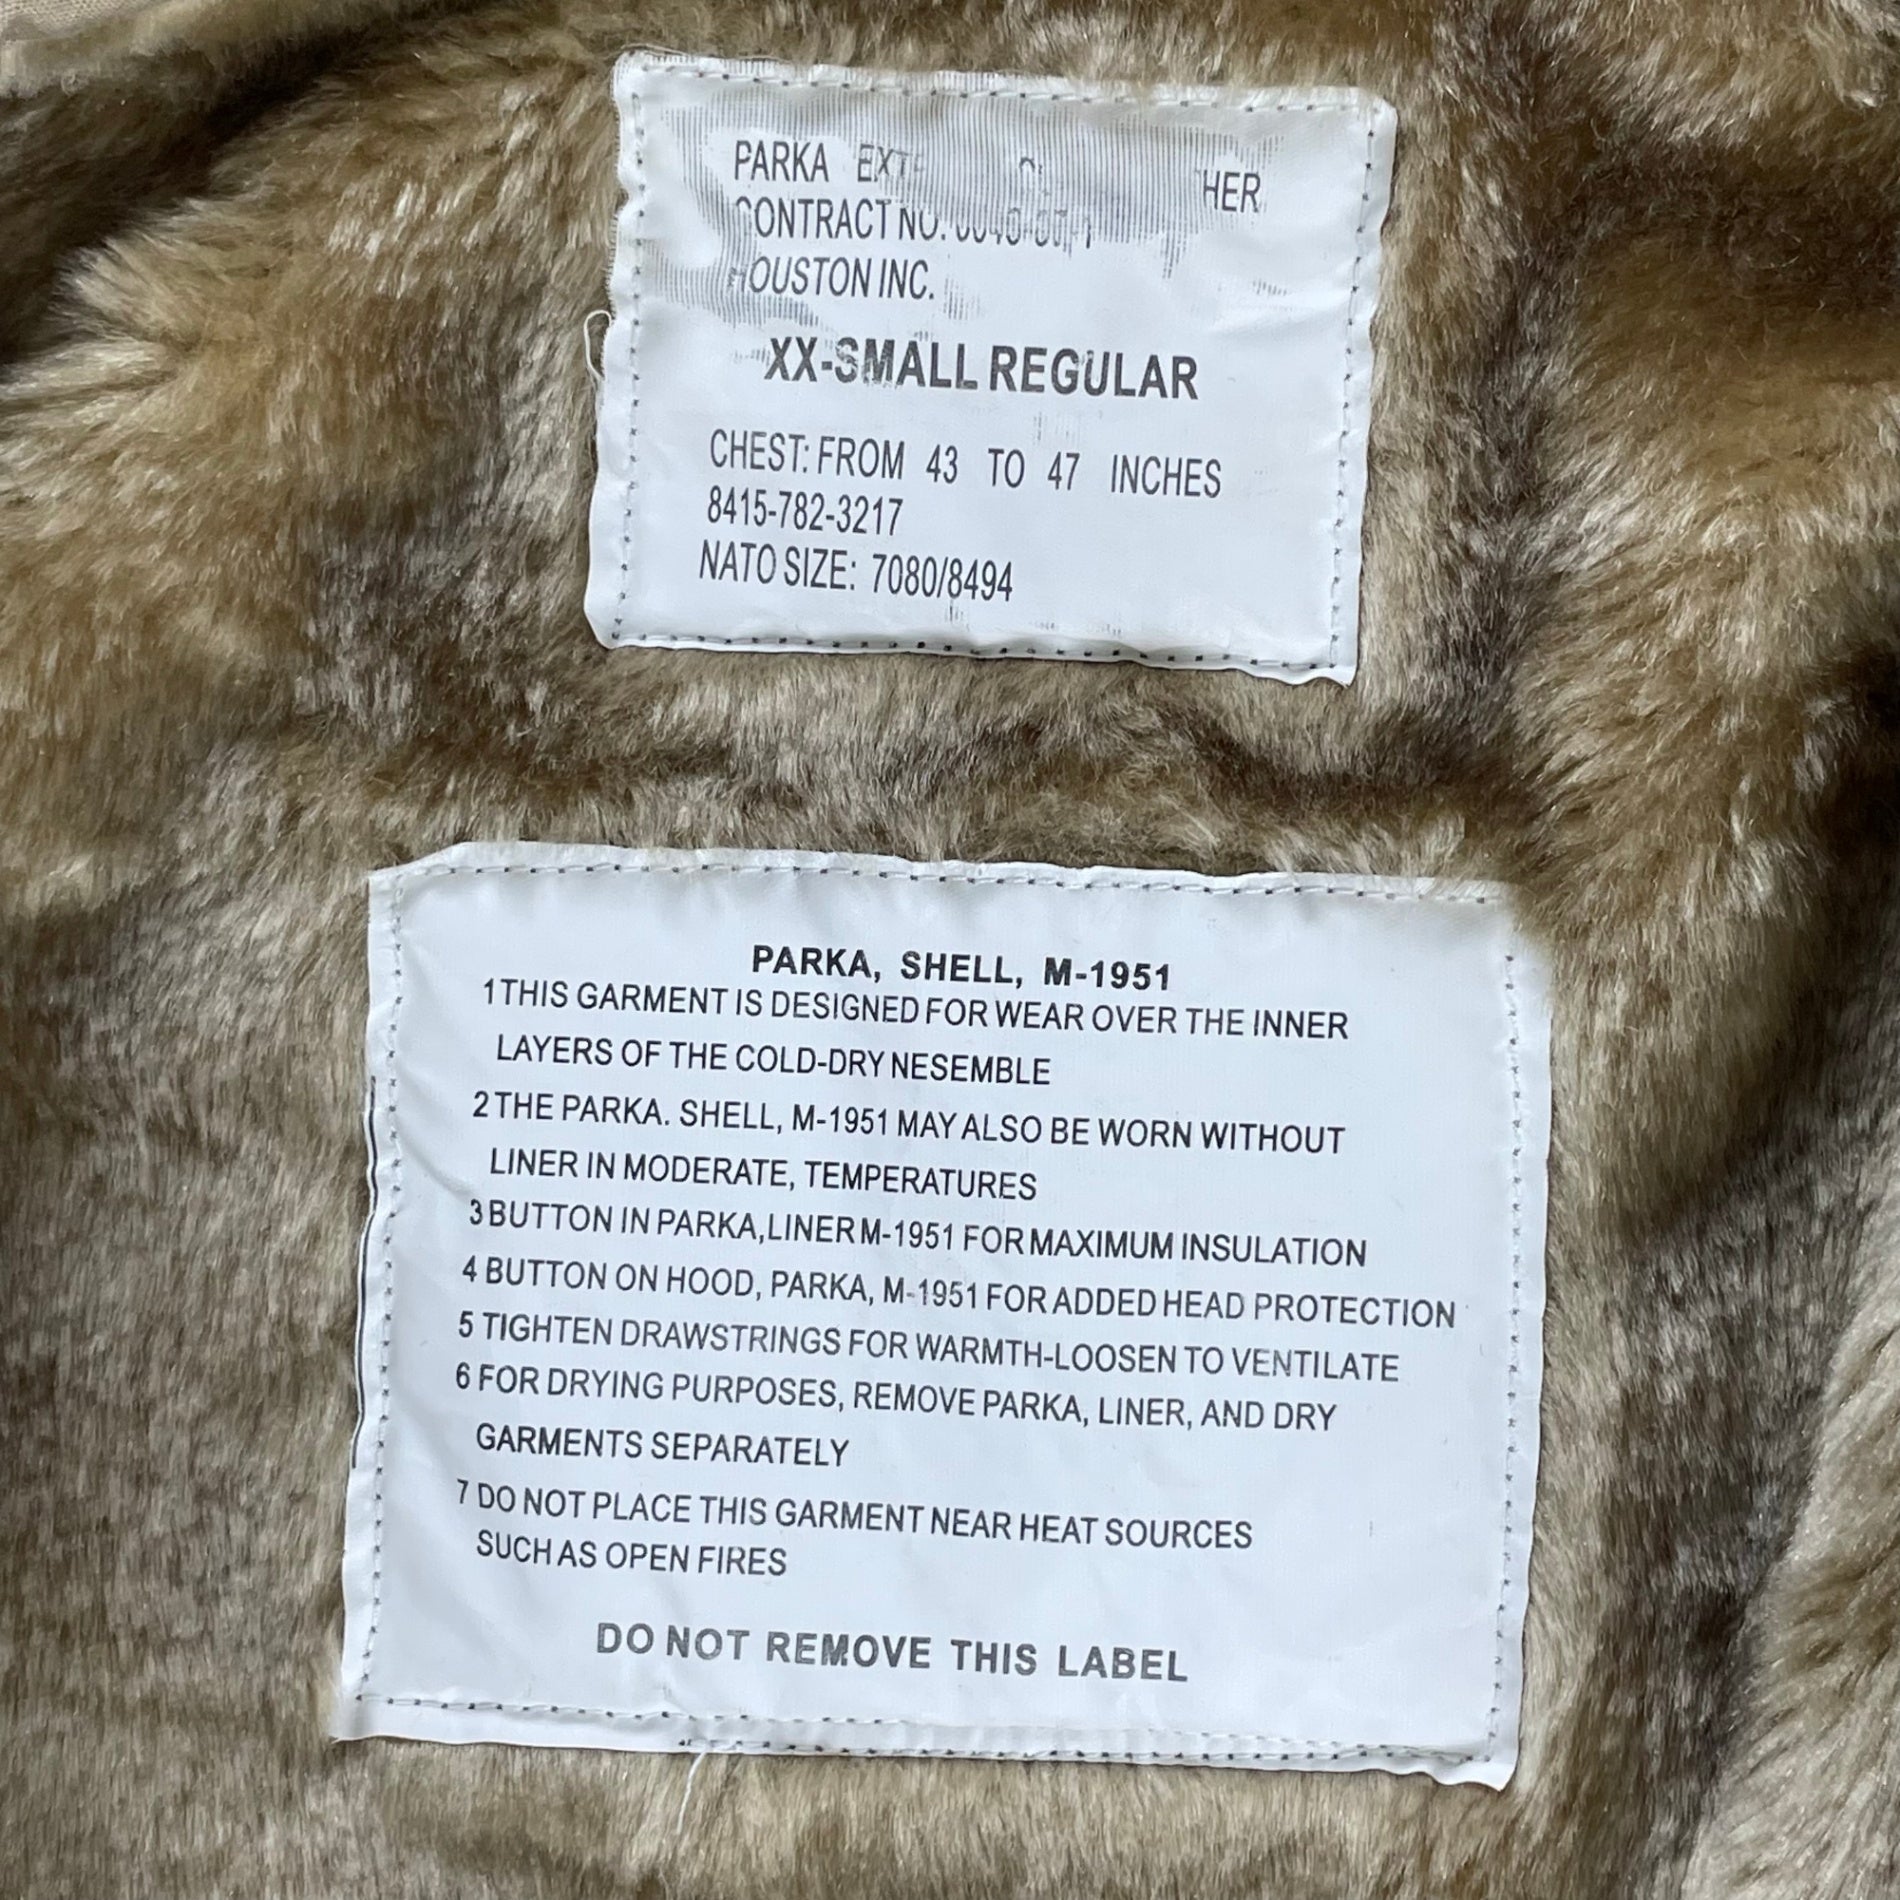 PARKA HER
CONTRACT NO.
HOUSTON INC.
XX-SMALL REGULAR
CHEST: FROM 43 TO 47 INCHES
8415-782-3217
NATO SIZE: 7080/8494
PARKA, SHELL, M-1951
1 THIS GARMENT IS DESIGNED FOR WEAR OVER THE INNER
LAYERS OF THE COLD-DRY NESEMBLE
2 THE PARKA. SHELL, M-1951 MAY ALSO BE WORN WITHOUT
LINER IN MODERATE, TEMPERATURES
3 BUTTON IN PARKA,LINER M-1951 FOR MAXIMUM INSULATION
4 BUTTON ON HOOD, PARKA, M-1951 FOR ADDED HEAD PROTECTION
5 TIGHTEN DRAWSTRINGS FOR WARMTH-LOOSEN TO VENTILATE
6 FOR DRYING PURPOSES, REMOVE PARKA, LINER, AND DRY
GARMENTS SEPARATELY
7 DO NOT PLACE THIS GARMENT NEAR HEAT SOURCES
SUCH AS OPEN FIRES
DO NOT REMOVE THIS LABEL